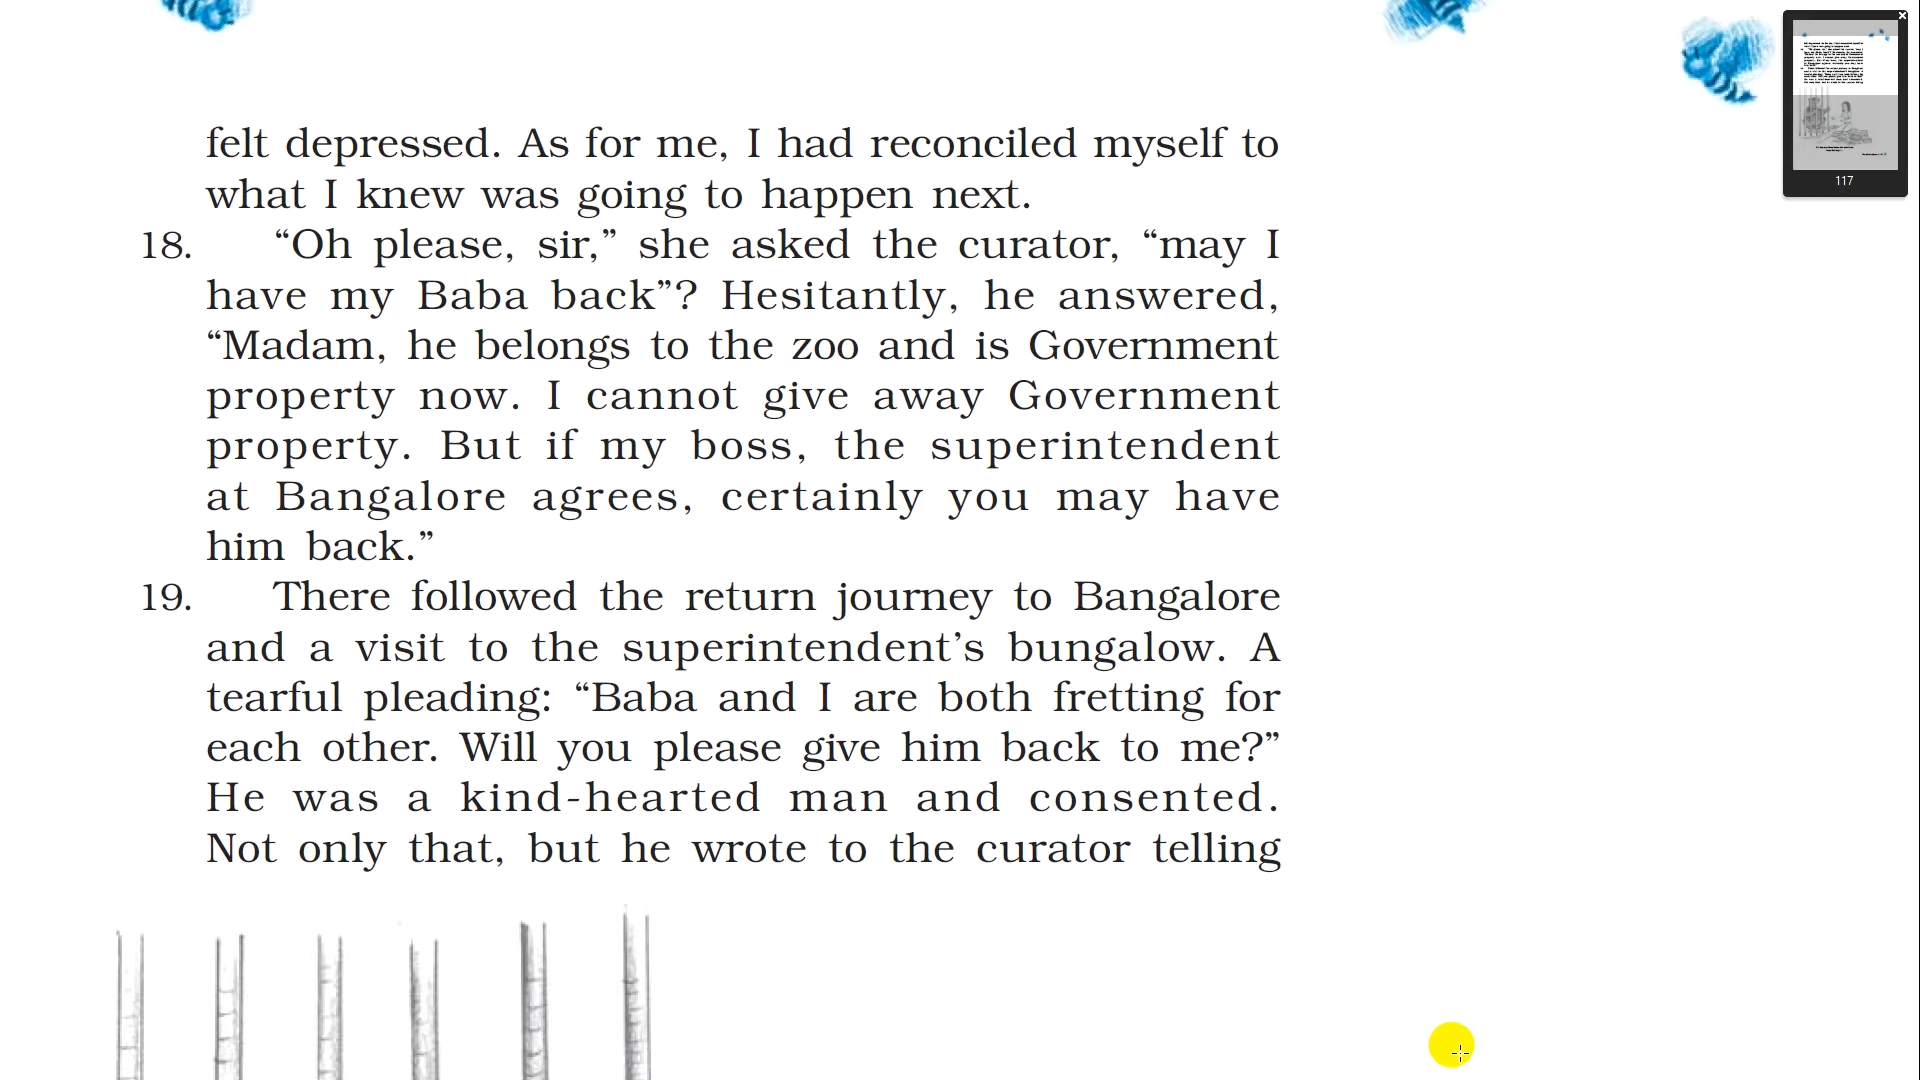 felt depressed. As for me, I had reconciled myself to
what I knew was going to happen next.
18. “Oh please, sir,” she asked the curator, “may I
have my Baba back”? Hesitantly, he answered,
“Madam, he belongs to the zoo and is Government
property now. I cannot give away Government
property. But if my boss, the superintendent
at Bangalore agrees, certainly you may have
him back.”
19. There followed the return journey to Bangalore
and a visit to the superintendent’s bungalow. A
tearful pleading: “Baba and I are both fretting for
each other. Will you please give him back to me?”
He was a kind-hearted man and consented.
Not only that, but he wrote to the curator telling
117